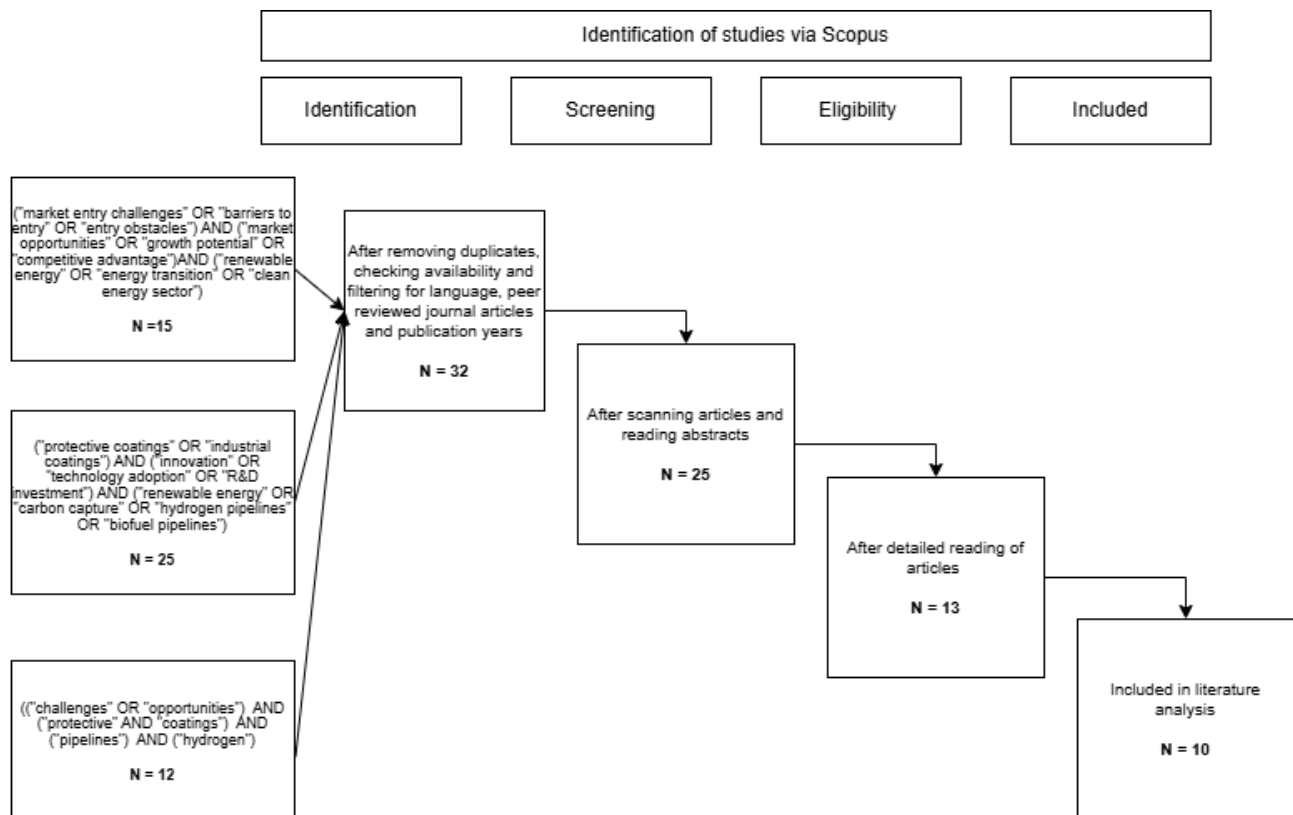 Identification of studies via Scopus
Identification
Screening
Eligibility
Included
("market entry challenges" OR "barriers to
entry" OR "entry obstacles") AND ("market
opportunities" OR "growth potential" OR
"competitive advantage")AND ("renewable
energy" OR "energy transition" OR "clean
energy sector")
N =15
After removing duplicates,
checking availability and
filtering for language, peer
reviewed journal articles
and publication years
N = 32
("protective coatings" OR "industrial
coatings") AND ("innovation" OR
"technology adoption" OR "R&D
investment") AND ("renewable energy" OR
"carbon capture" OR "hydrogen pipelines"
OR "biofuel pipelines")
N = 25
After scanning articles and
reading abstracts
N = 25
After detailed reading of
articles
N = 13
(("challenges" OR "opportunities") AND
("protective" AND "coatings") AND
("pipelines") AND ("hydrogen")
N = 12
Included in literature
analysis
N = 10